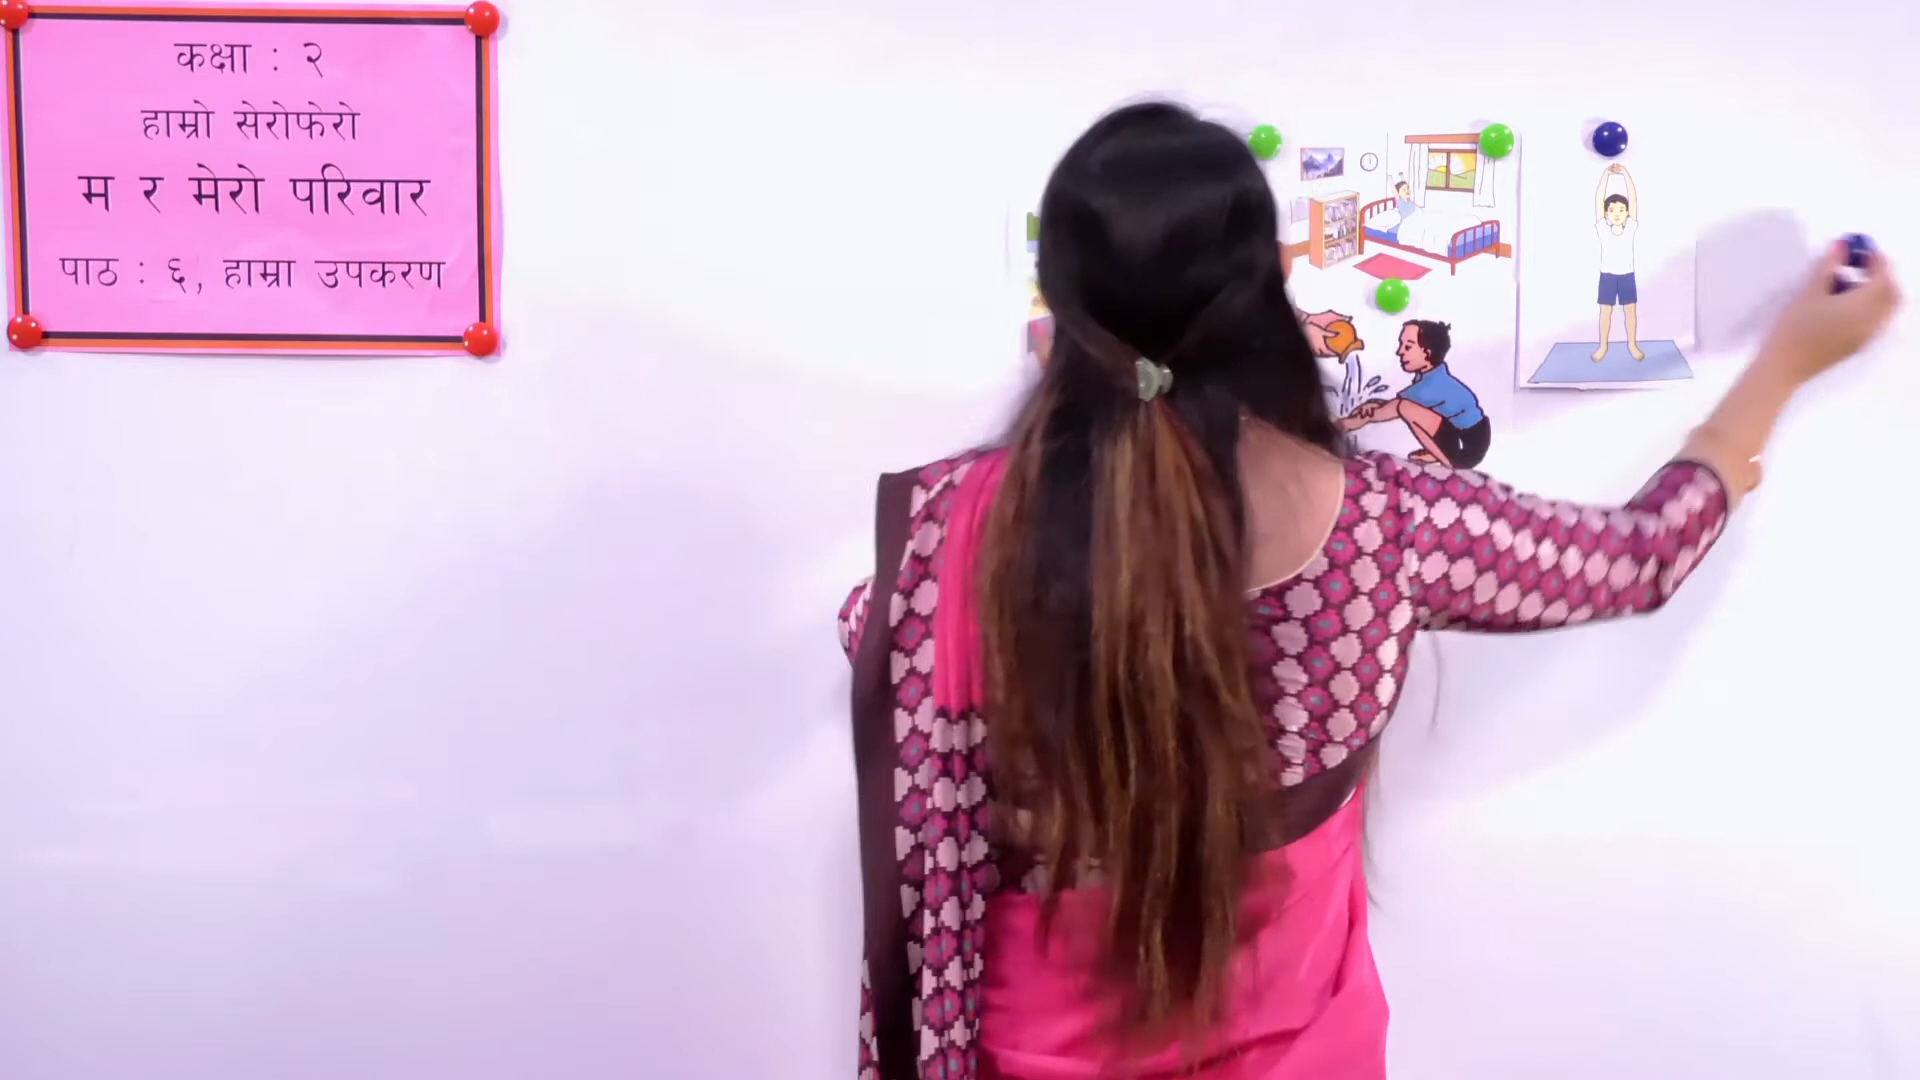 कक्षा : २
हाम्रो सेरोफेरो
म र मेरो परिवार
पाठ : ६, हाम्रा उपकरण